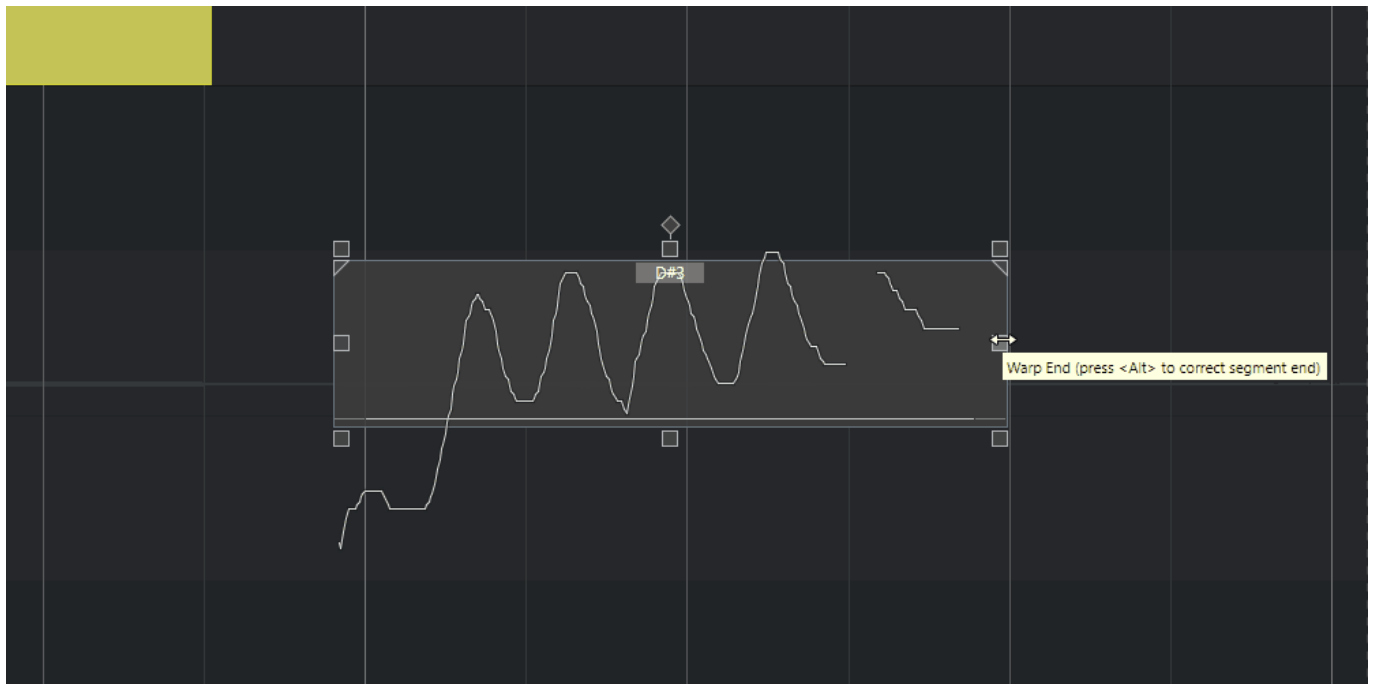 D#3
Warp End (press <Alt> to correct segment end)